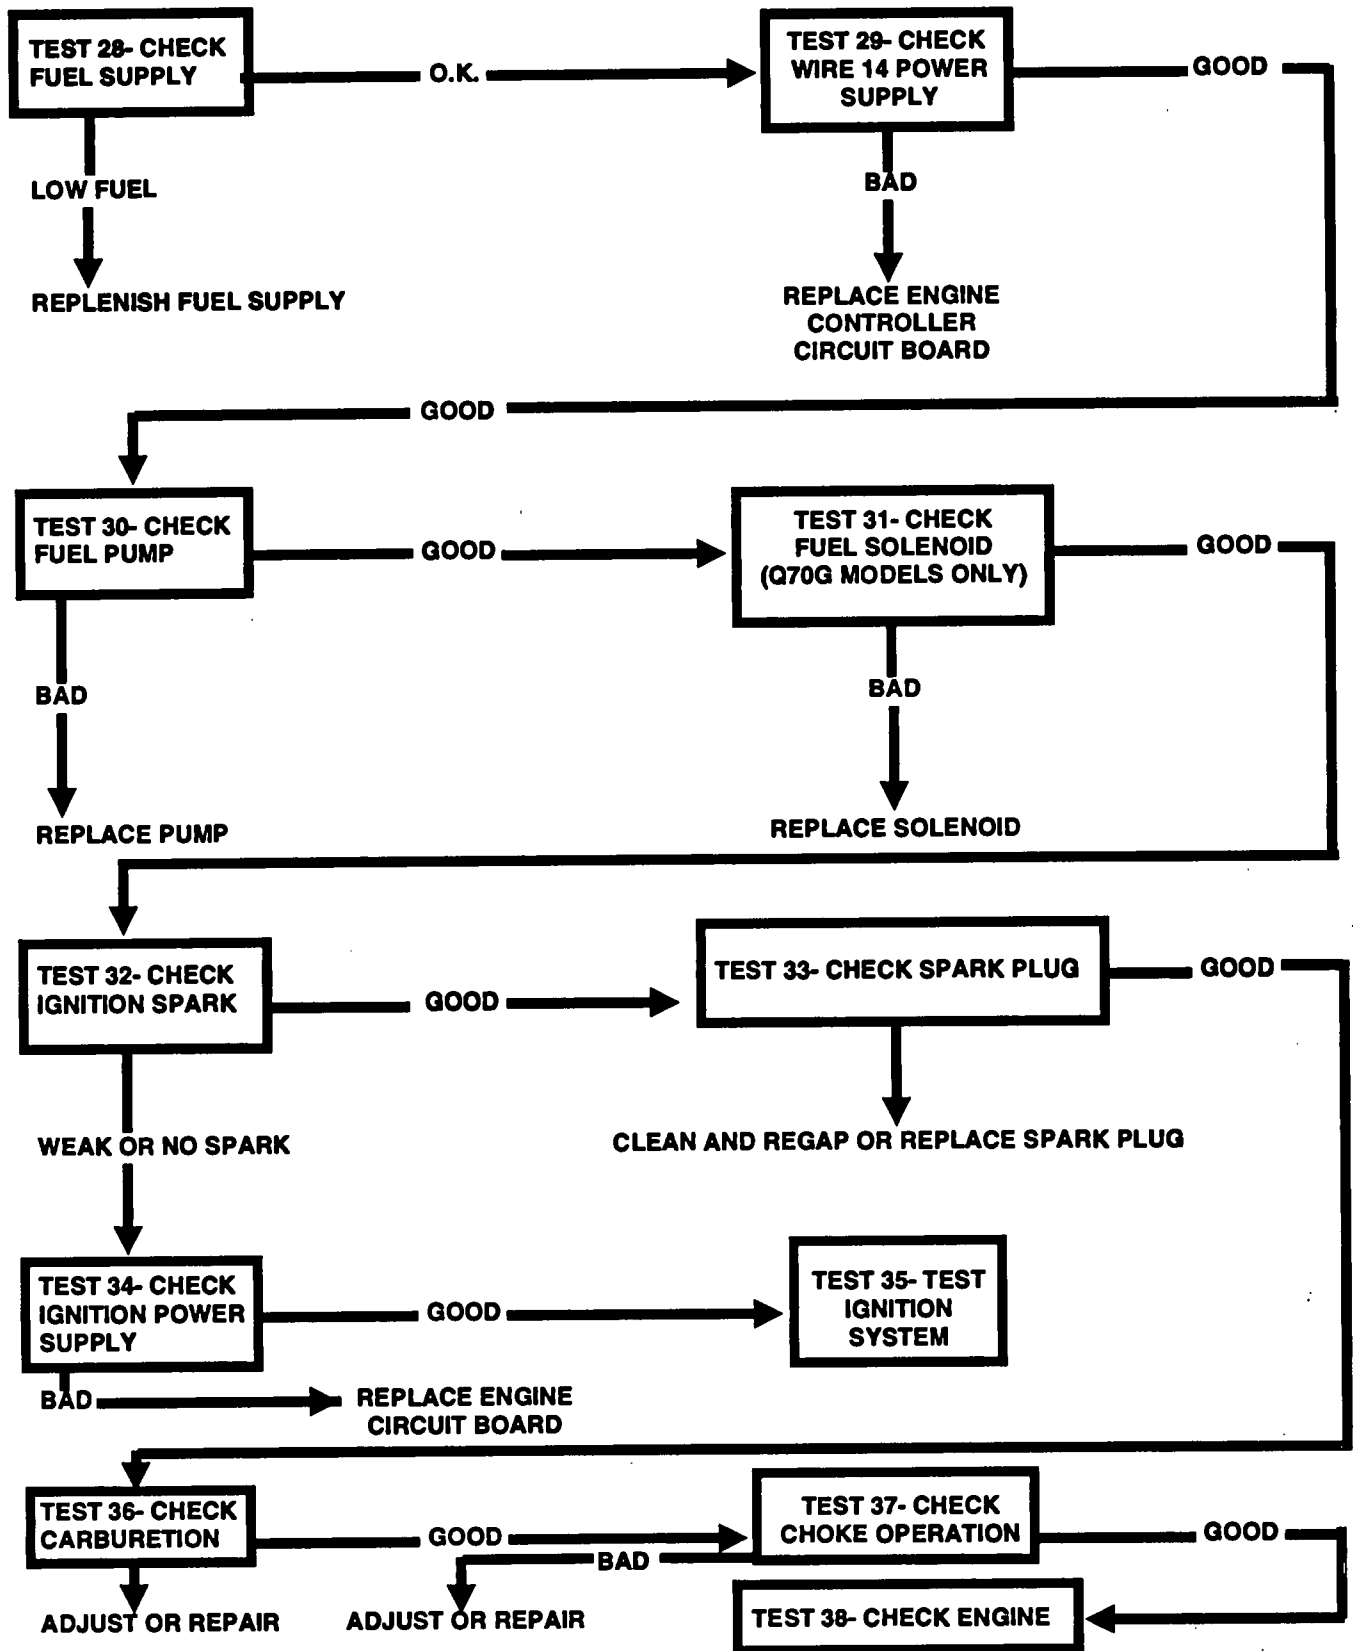 TEST 28- CHECK
FUEL SUPPLY
O.K.
TEST 29- CHECK
WIRE 14 POWER
SUPPLY
GOOD
LOW FUEL
BAD
REPLENISH FUEL SUPPLY
REPLACE ENGINE
CONTROLLER
CIRCUIT BOARD
GOOD
TEST 30- CHECK
FUEL PUMP
GOOD
TEST 31- CHECK
FUEL SOLENOID
(Q70G MODELS ONLY)
GOOD
BAD
BAD
REPLACE PUMP
REPLACE SOLENOID
TEST 32- CHECK
IGNITION SPARK
GOOD
TEST 33- CHECK SPARK PLUG
GOOD
WEAK OR NO SPARK
CLEAN AND REGAP OR REPLACE SPARK PLUG
TEST 34- CHECK
IGNITION POWER
SUPPLY
GOOD
TEST 35- TEST
IGNITION
SYSTEM
BAD
REPLACE ENGINE
CIRCUIT BOARD
TEST 36- CHECK
CARBURETION
GOOD
TEST 37- CHECK
CHOKE OPERATION
GOOD
BAD
ADJUST OR REPAIR
ADJUST OR REPAIR
TEST 38- CHECK ENGINE